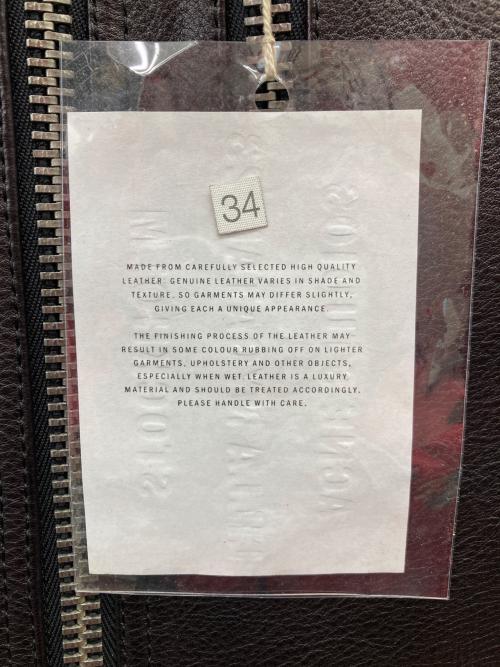 34
MADE FROM CAREFULLY SELECTED HIGH QUALITY
LEATHER. GENUINE LEATHER VARIES IN SHADE AND
TEXTURE. SO GARMENTS MAY DIFFER SLIGHTLY,
GIVING EACH A UNIQUE APPEARANCE.
THE FINISHING PROCESS OF THE LEATHER MAY
RESULT IN SOME COLOUR RUBBING OFF ON LIGHTER
GARMENTS, UPHOLSTERY AND OTHER OBJECTS,
ESPECIALLY WHEN WET. LEATHER IS A LUXURY
MATERIAL AND SHOULD BE TREATED ACCORDINGLY.
PLEASE HANDLE WITH CARE.